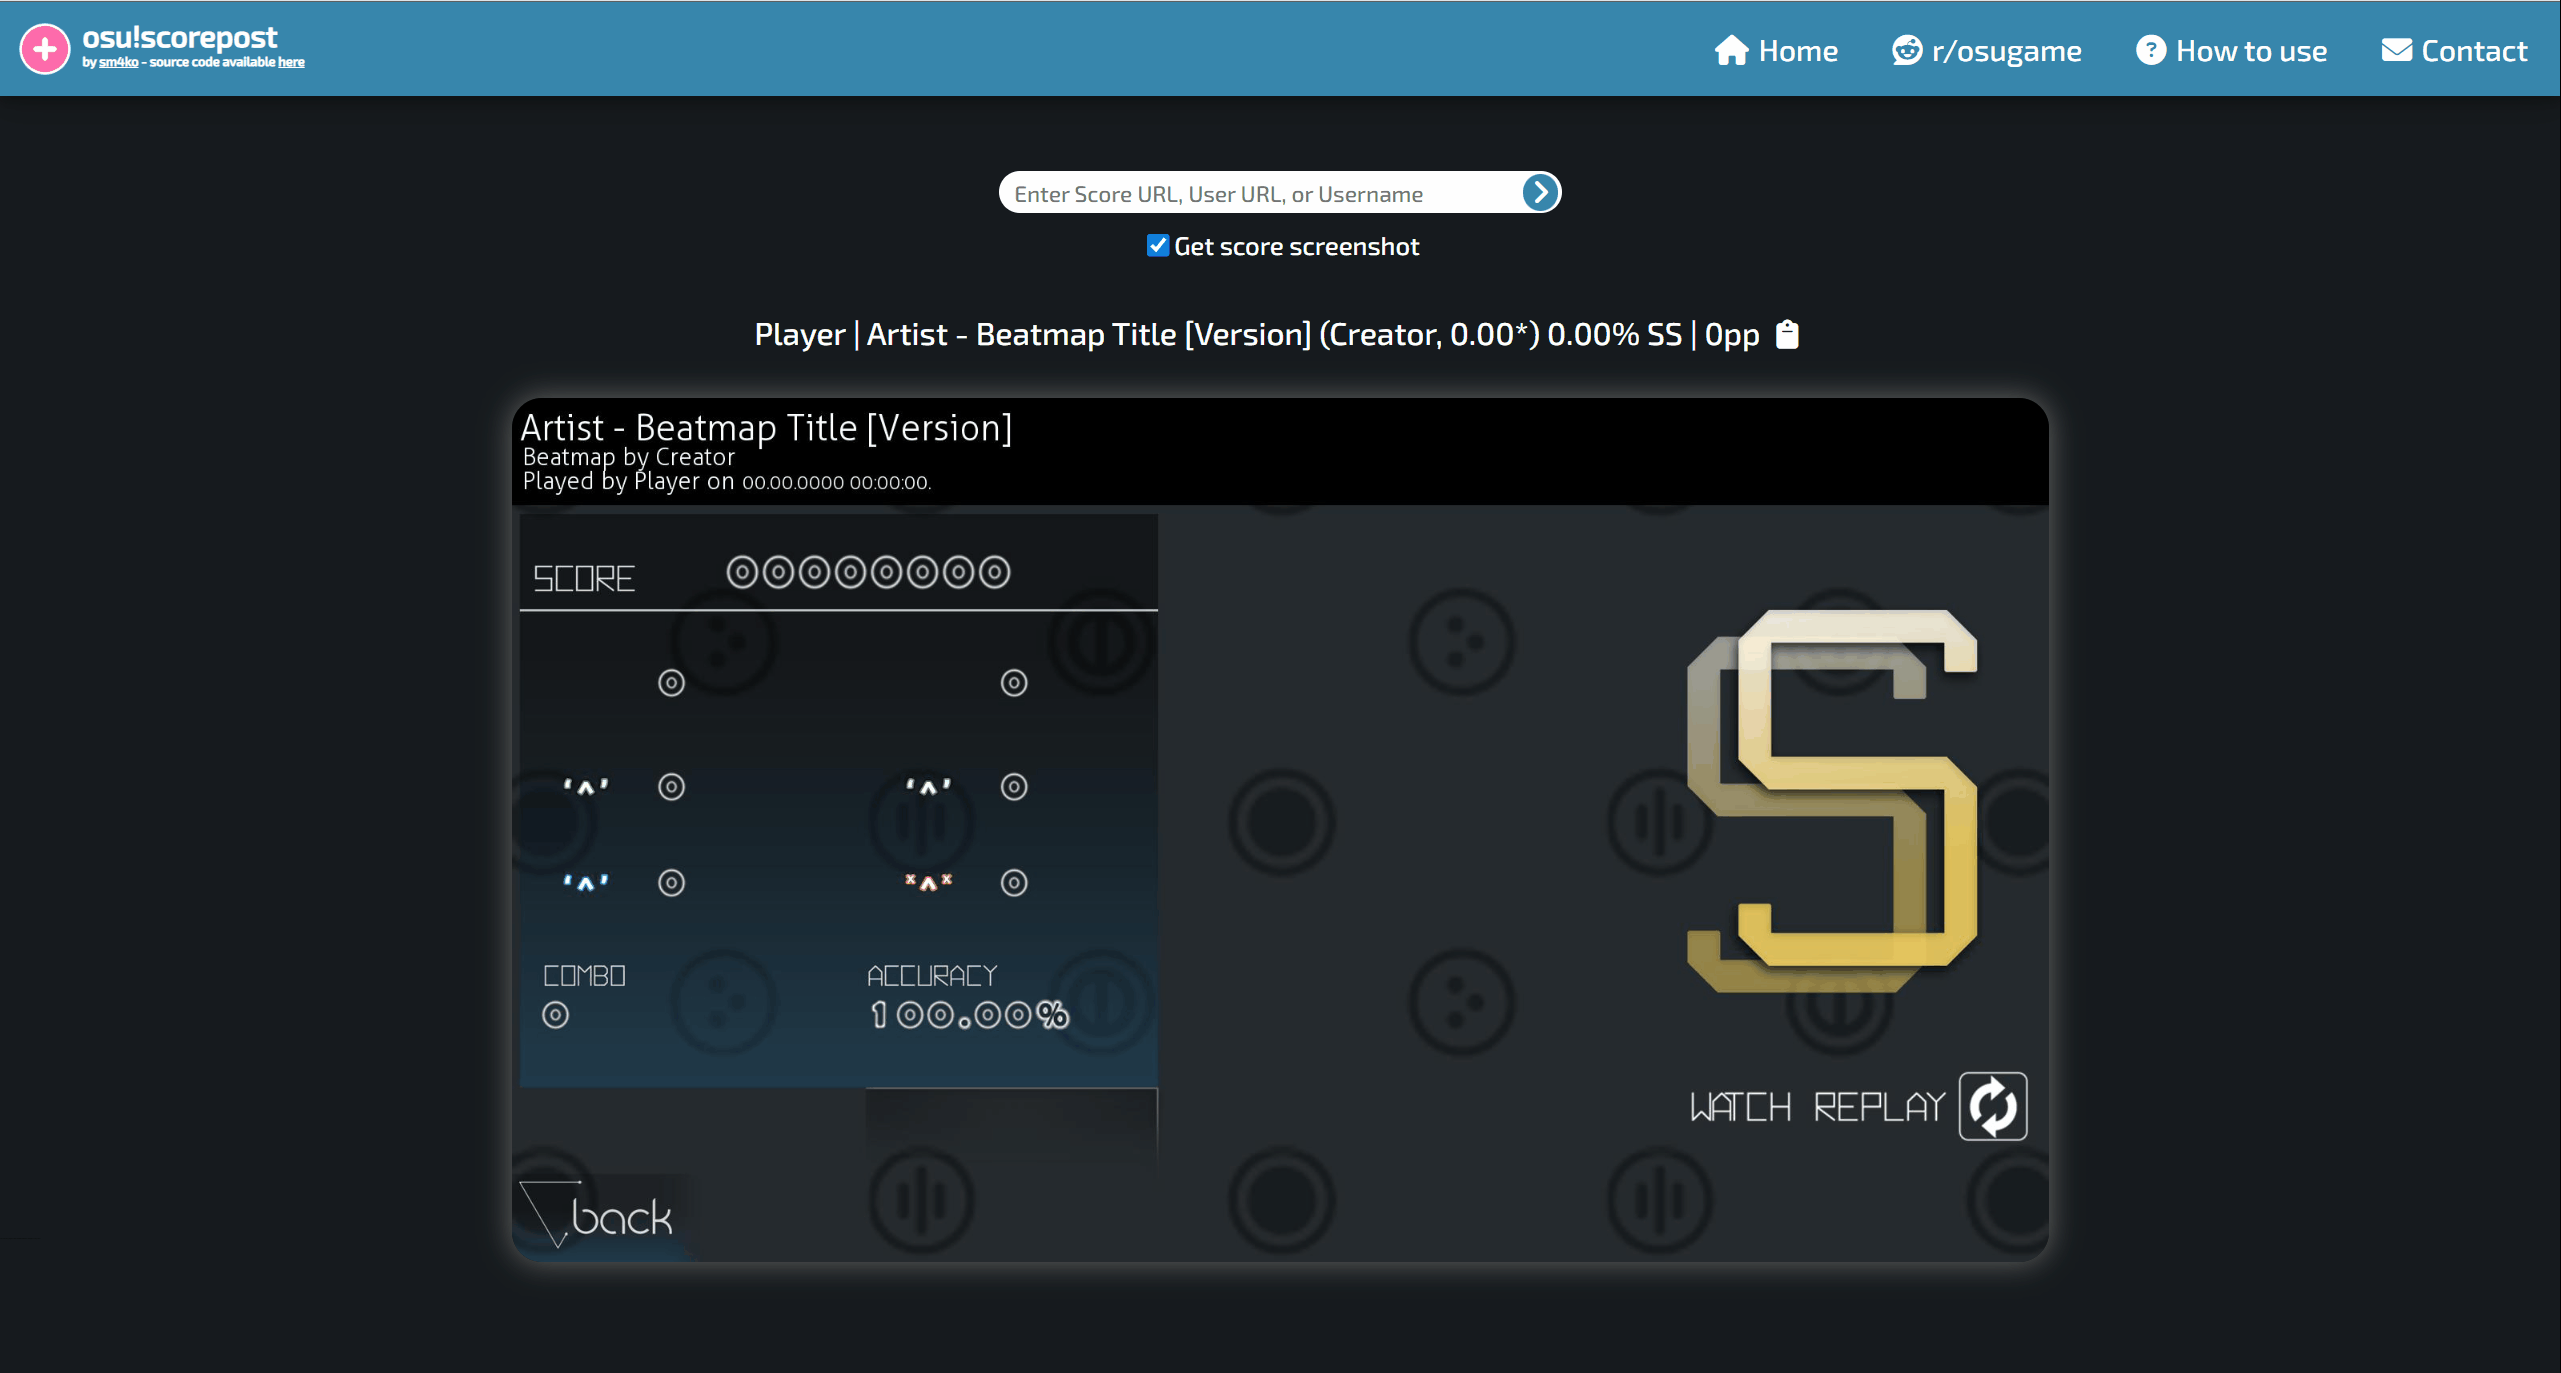 osu!scorepost
by sm4ko - source code available here
Home
r/osugame
How to use
Contact
Enter Score URL, User URL, or Username
Get score screenshot
Player | Artist - Beatmap Title [Version] (Creator, 0.00*) 0.00% SS | 0pp
Artist - Beatmap Title [Version]
Beatmap by Creator
Played by Player on 00.00.0000 00:00:00.
SCORE 00000000
0 0
'^' 0 '^' 0
'^' 0 x^x 0
COMBO ACCURACY
0 100.00%
SS
WATCH REPLAY
back